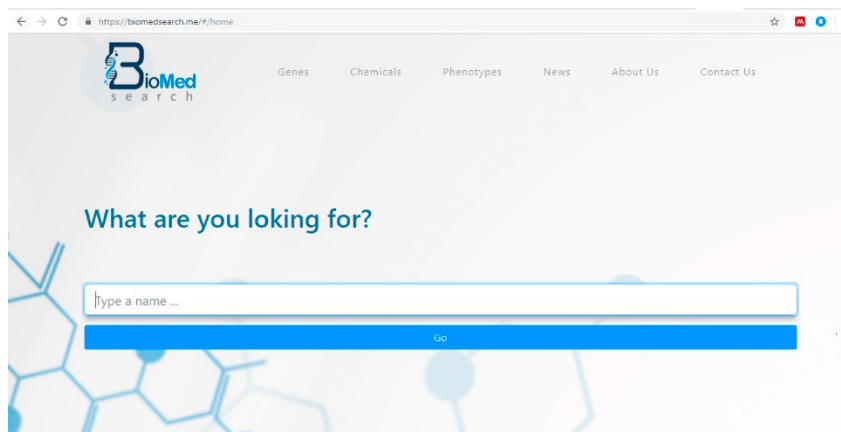 https://biomedsearch.me/#/home
BioMed
search
Genes Chemicals Phenotypes News About Us Contact Us
What are you loking for?
Type a name ...
Go